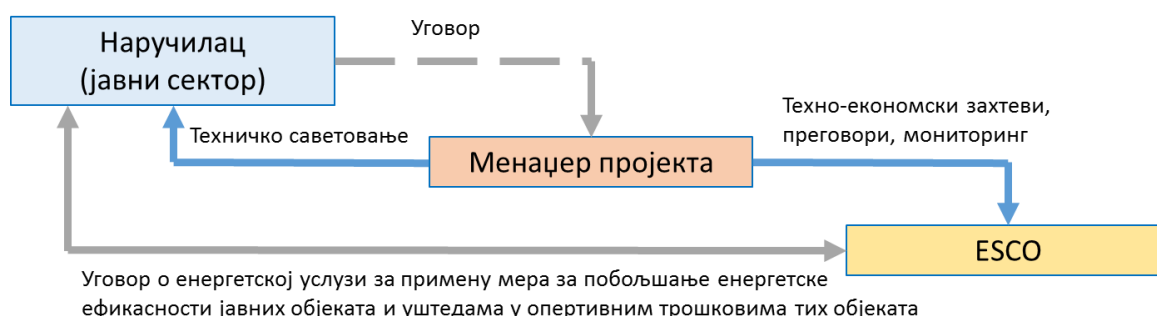 Наручилац
(јавни сектор)
Уговор
Техничко саветовање
Менаџер пројекта
Техно-економски захтеви,
преговори, мониторинг
ESCO
Уговор о енергетској услузи за примену мера за побољшање енергетске
ефикасности јавних објеката и уштедама у оперативним трошковима тих објеката